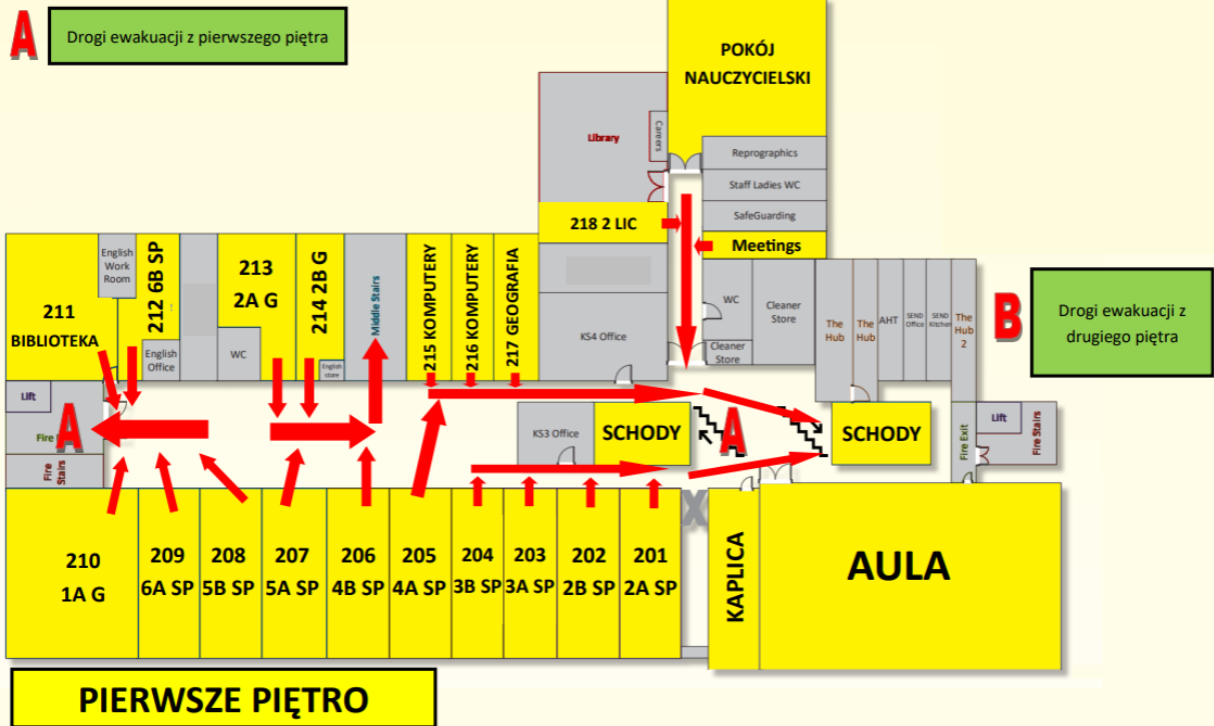 A
Drogi ewakuacji z pierwszego piętra
POKÓJ
NAUCZYCIELSKI
Library
Careers
Reprographics
Staff Ladies WC
SafeGuarding
Meetings
218 2 LIC
211
BIBLIOTEKA
English
Work
Room
212 6B SP
English
Office
213
2A G
WC
214 2B G
English
store
Middle Stairs
215 KOMPUTERY
216 KOMPUTERY
217 GEOGRAFIA
KS4 Office
WC
Cleaner
Store
Cleaner
Store
The
Hub
The
Hub
AHT
SEND
Office
SEND
Kitchen
The
Hub
2
B
Drogi ewakuacji z
drugiego piętra
Lift
Fire
A
Fire
Stairs
KS3 Office
SCHODY
A
SCHODY
Fire Exit
Lift
Fire Stairs
X
210
1A G
209
6A SP
208
5B SP
207
5A SP
206
4B SP
205
4A SP
204
3B SP
203
3A SP
202
2B SP
201
2A SP
KAPLICA
AULA
PIERWSZE PIĘTRO